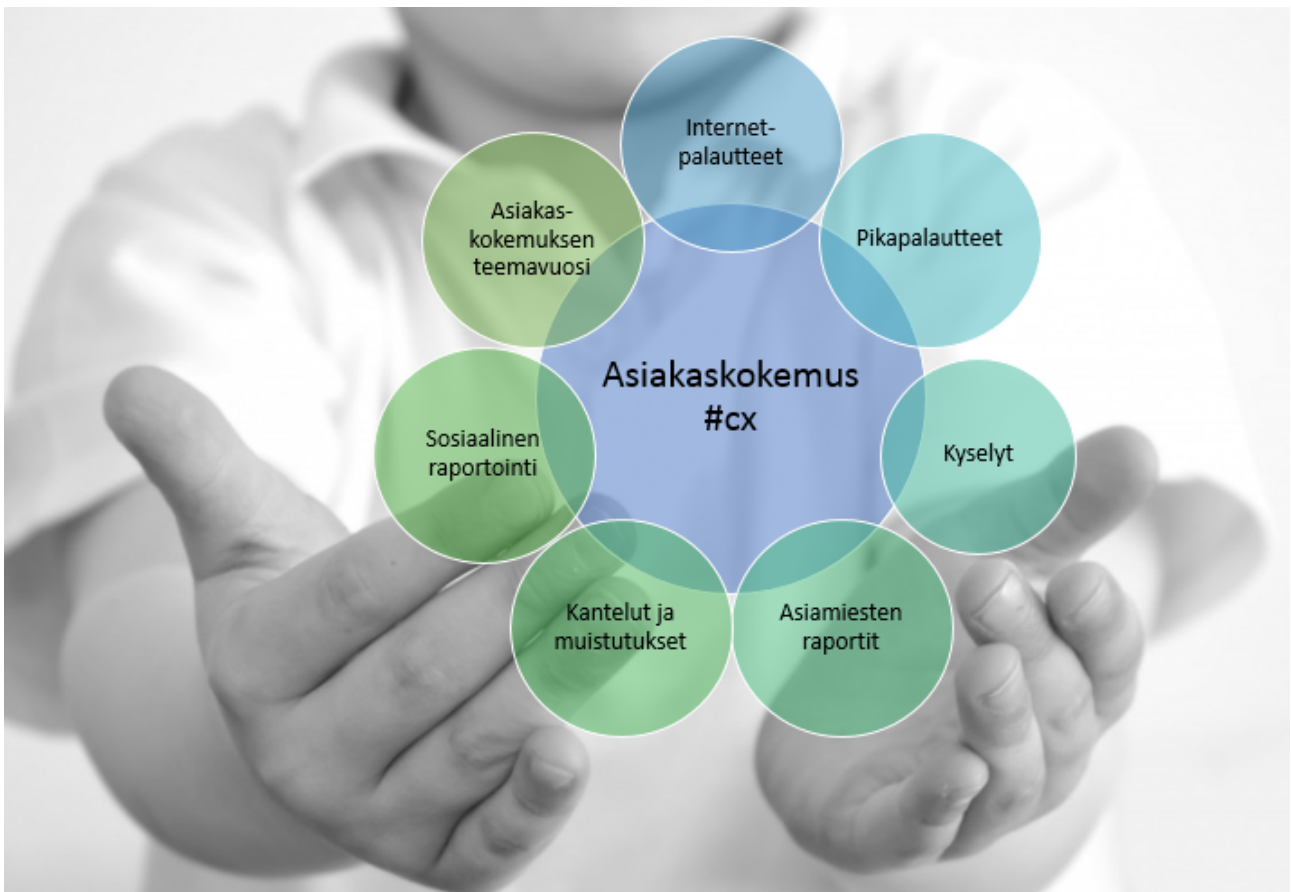 Internet-
palautteet
Pikapalautteet
Kyselyt
Asiamiesten
raportit
Kantelut ja
muistutukset
Sosiaalinen
raportointi
Asiakas-
kokemuksen
teemavuosi
Asiakaskokemus
#cx